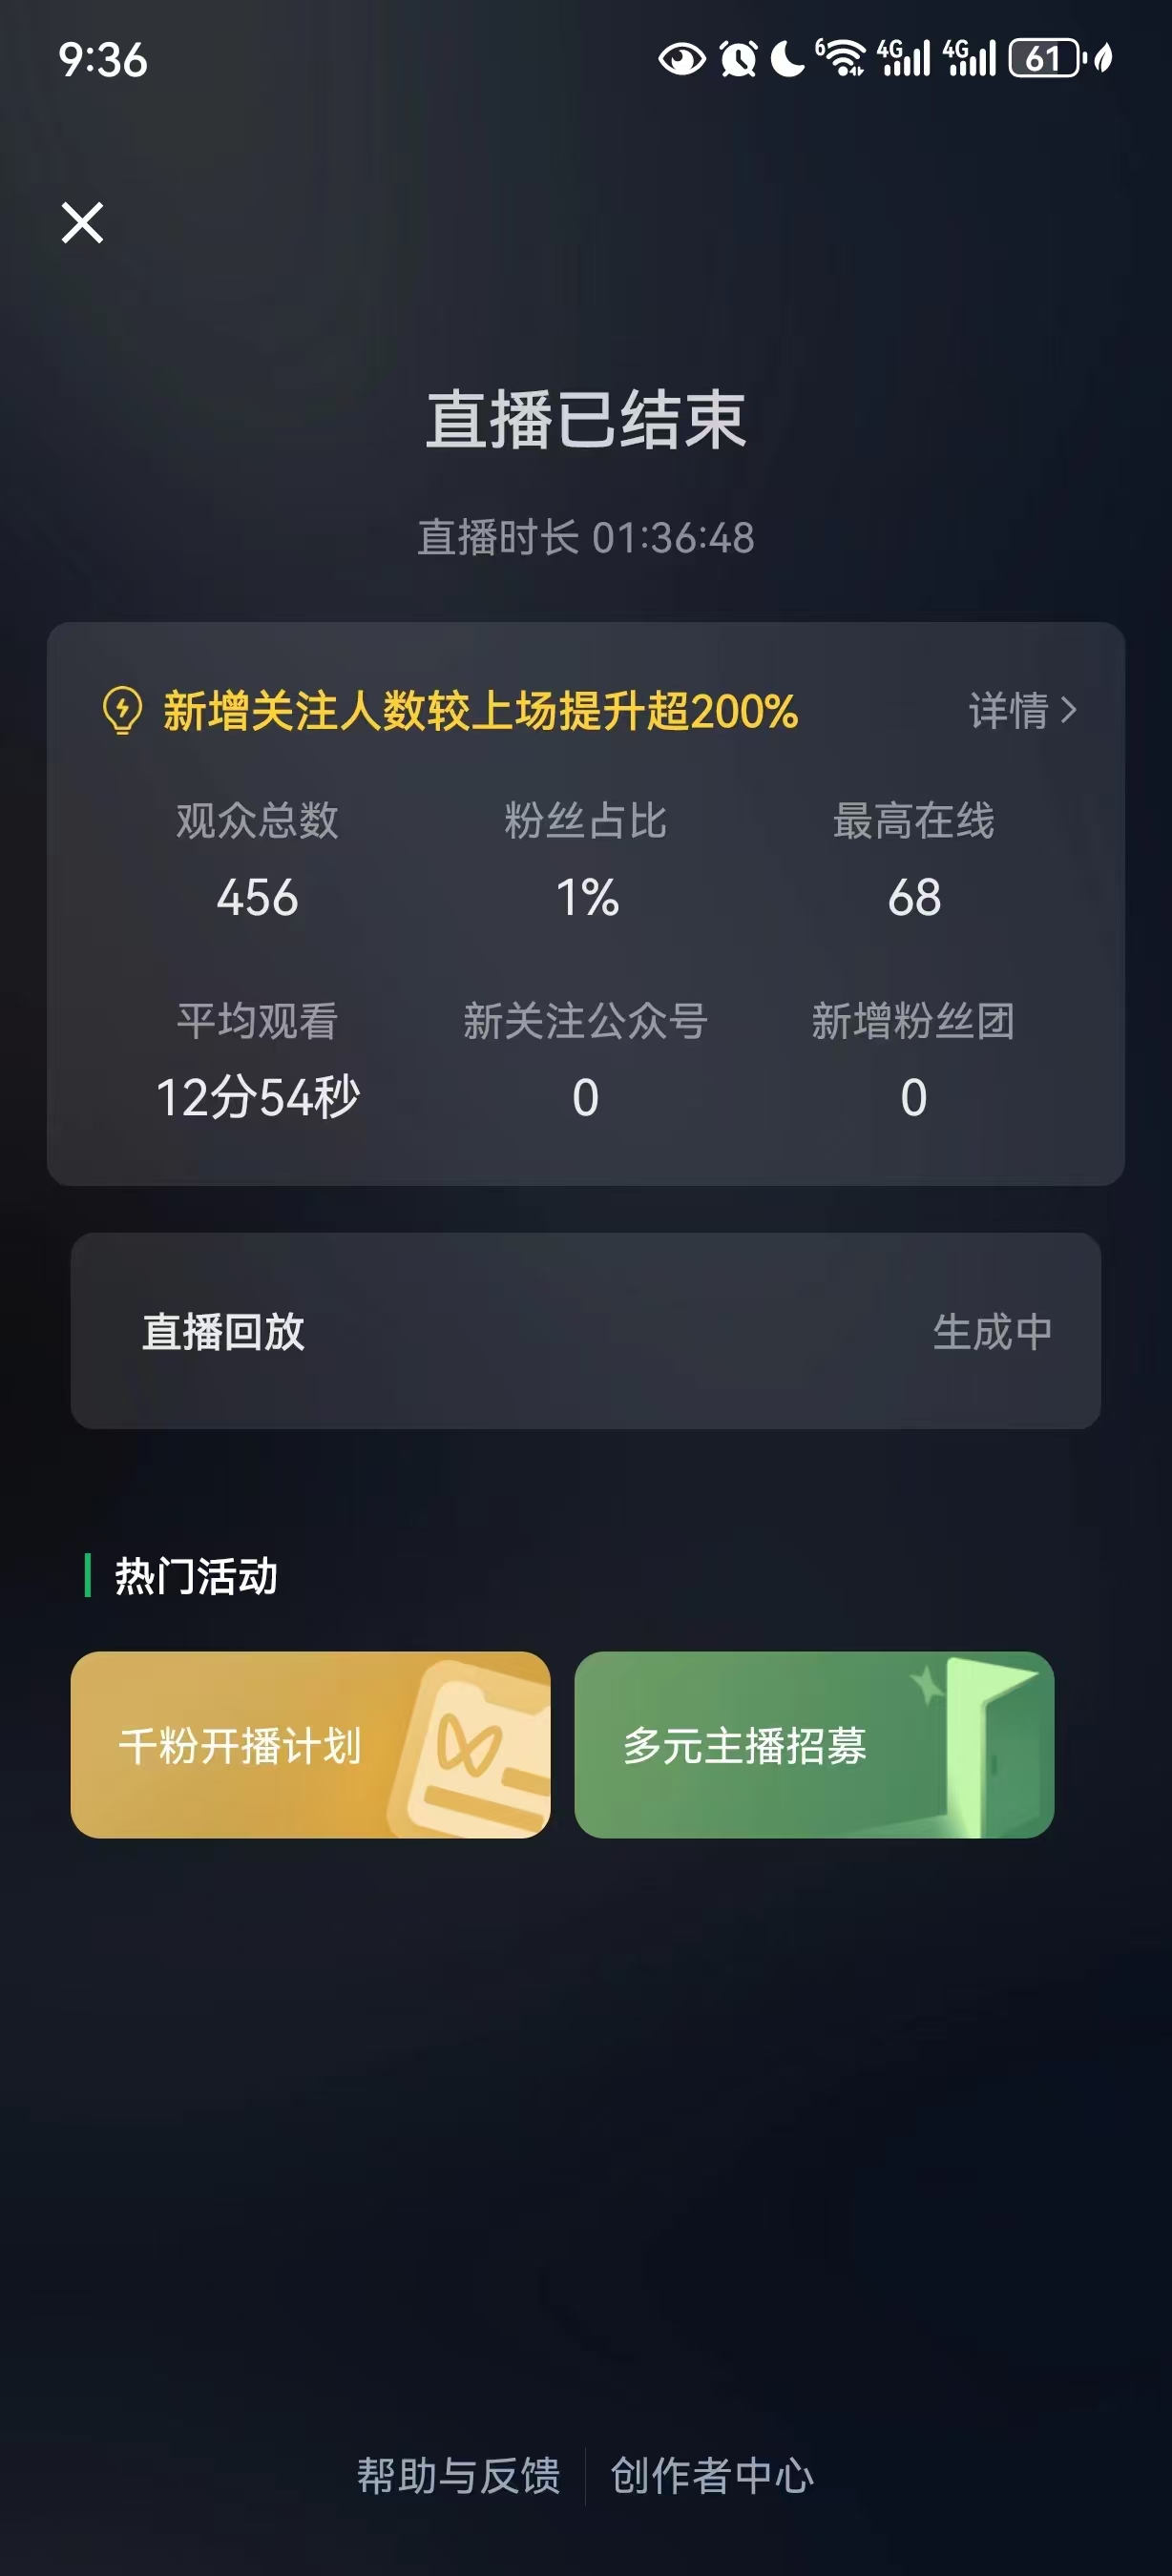 9:36
6 4G 4G 61
直播已结束
直播时长 01:36:48
新增关注人数较上场提升超200% 详情
观众总数 粉丝占比 最高在线
456 1% 68
平均观看 新关注公众号 新增粉丝团
12分54秒 0 0
直播回放 生成中
热门活动
千粉开播计划 多元主播招募
帮助与反馈 创作者中心